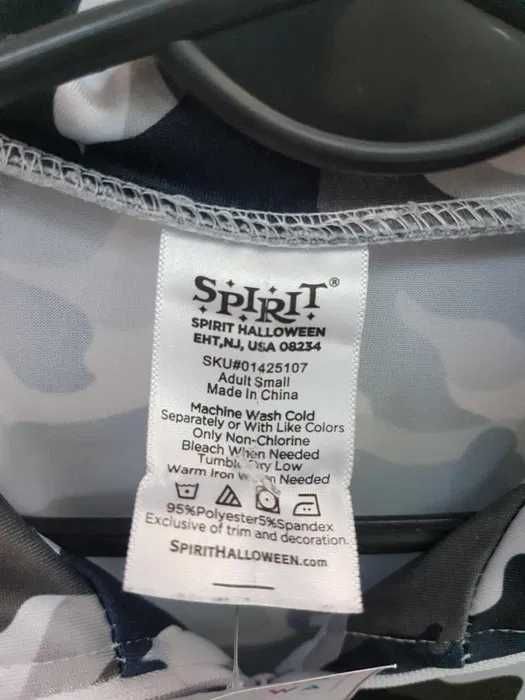 SPIRIT®
SPIRIT HALLOWEEN
EHT,NJ, USA 08234
SKU#01425107
Adult Small
Made In China
Machine Wash Cold
Separately or With Like Colors
Only Non-Chlorine
Bleach When Needed
Tumble Dry Low
Warm Iron When Needed
95%Polyester5%Spandex
Exclusive of trim and decoration.
SPIRITHALLOWEEN.com